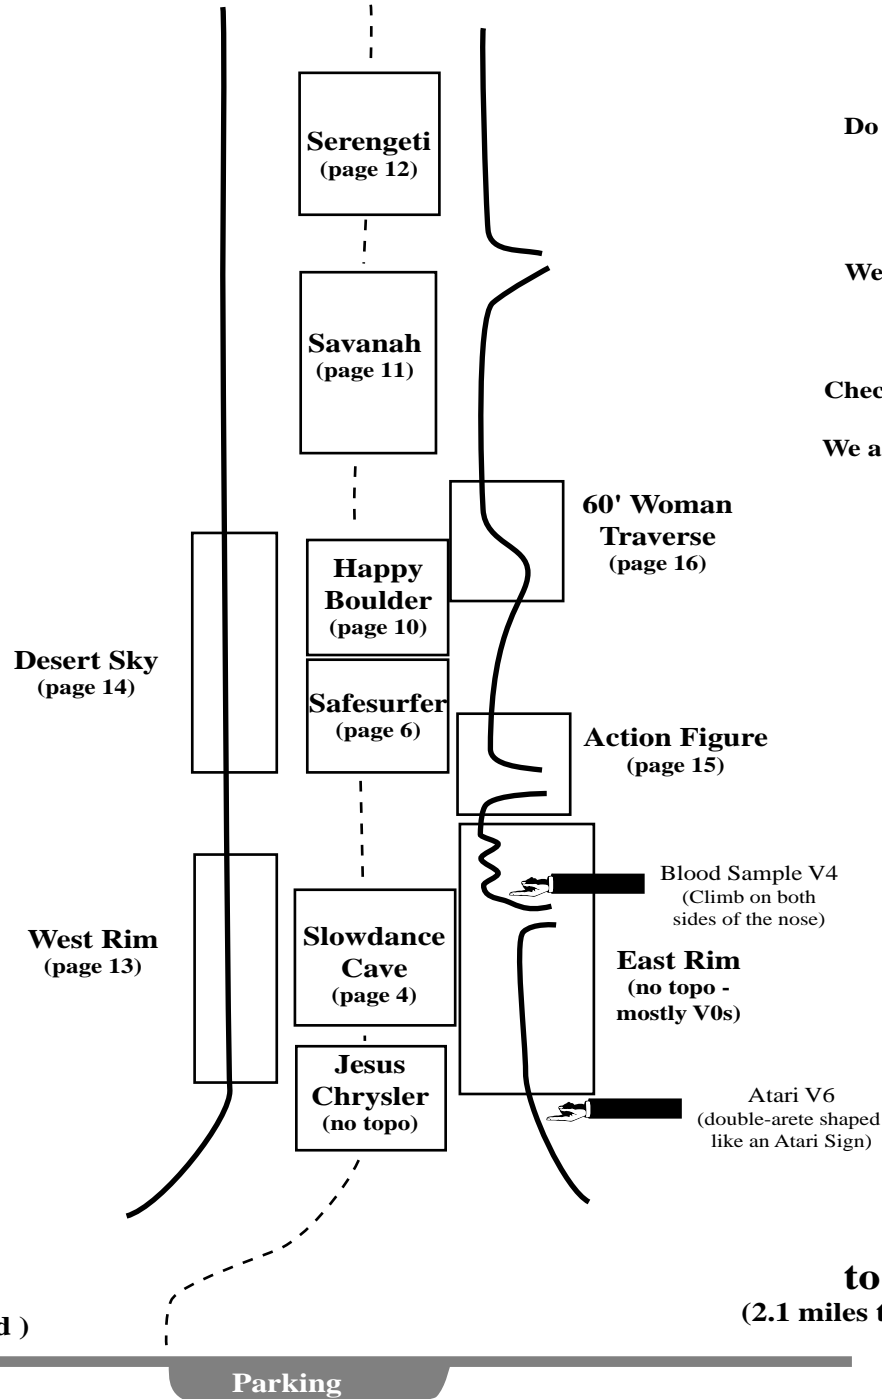 Do
Serengeti
(page 12)
We
Savanah
(page 11)
Chec
We a
60' Woman
Traverse
(page 16)
Happy
Boulder
(page 10)
Desert Sky
(page 14)
Safesurfer
(page 6)
Action Figure
(page 15)
Blood Sample V4
(Climb on both
sides of the nose)
West Rim
(page 13)
Slowdance
Cave
(page 4)
East Rim
(no topo -
mostly V0s)
Jesus
Chrysler
(no topo)
Atari V6
(double-arete shaped
like an Atari Sign)
to
(2.1 miles t
d )
Parking